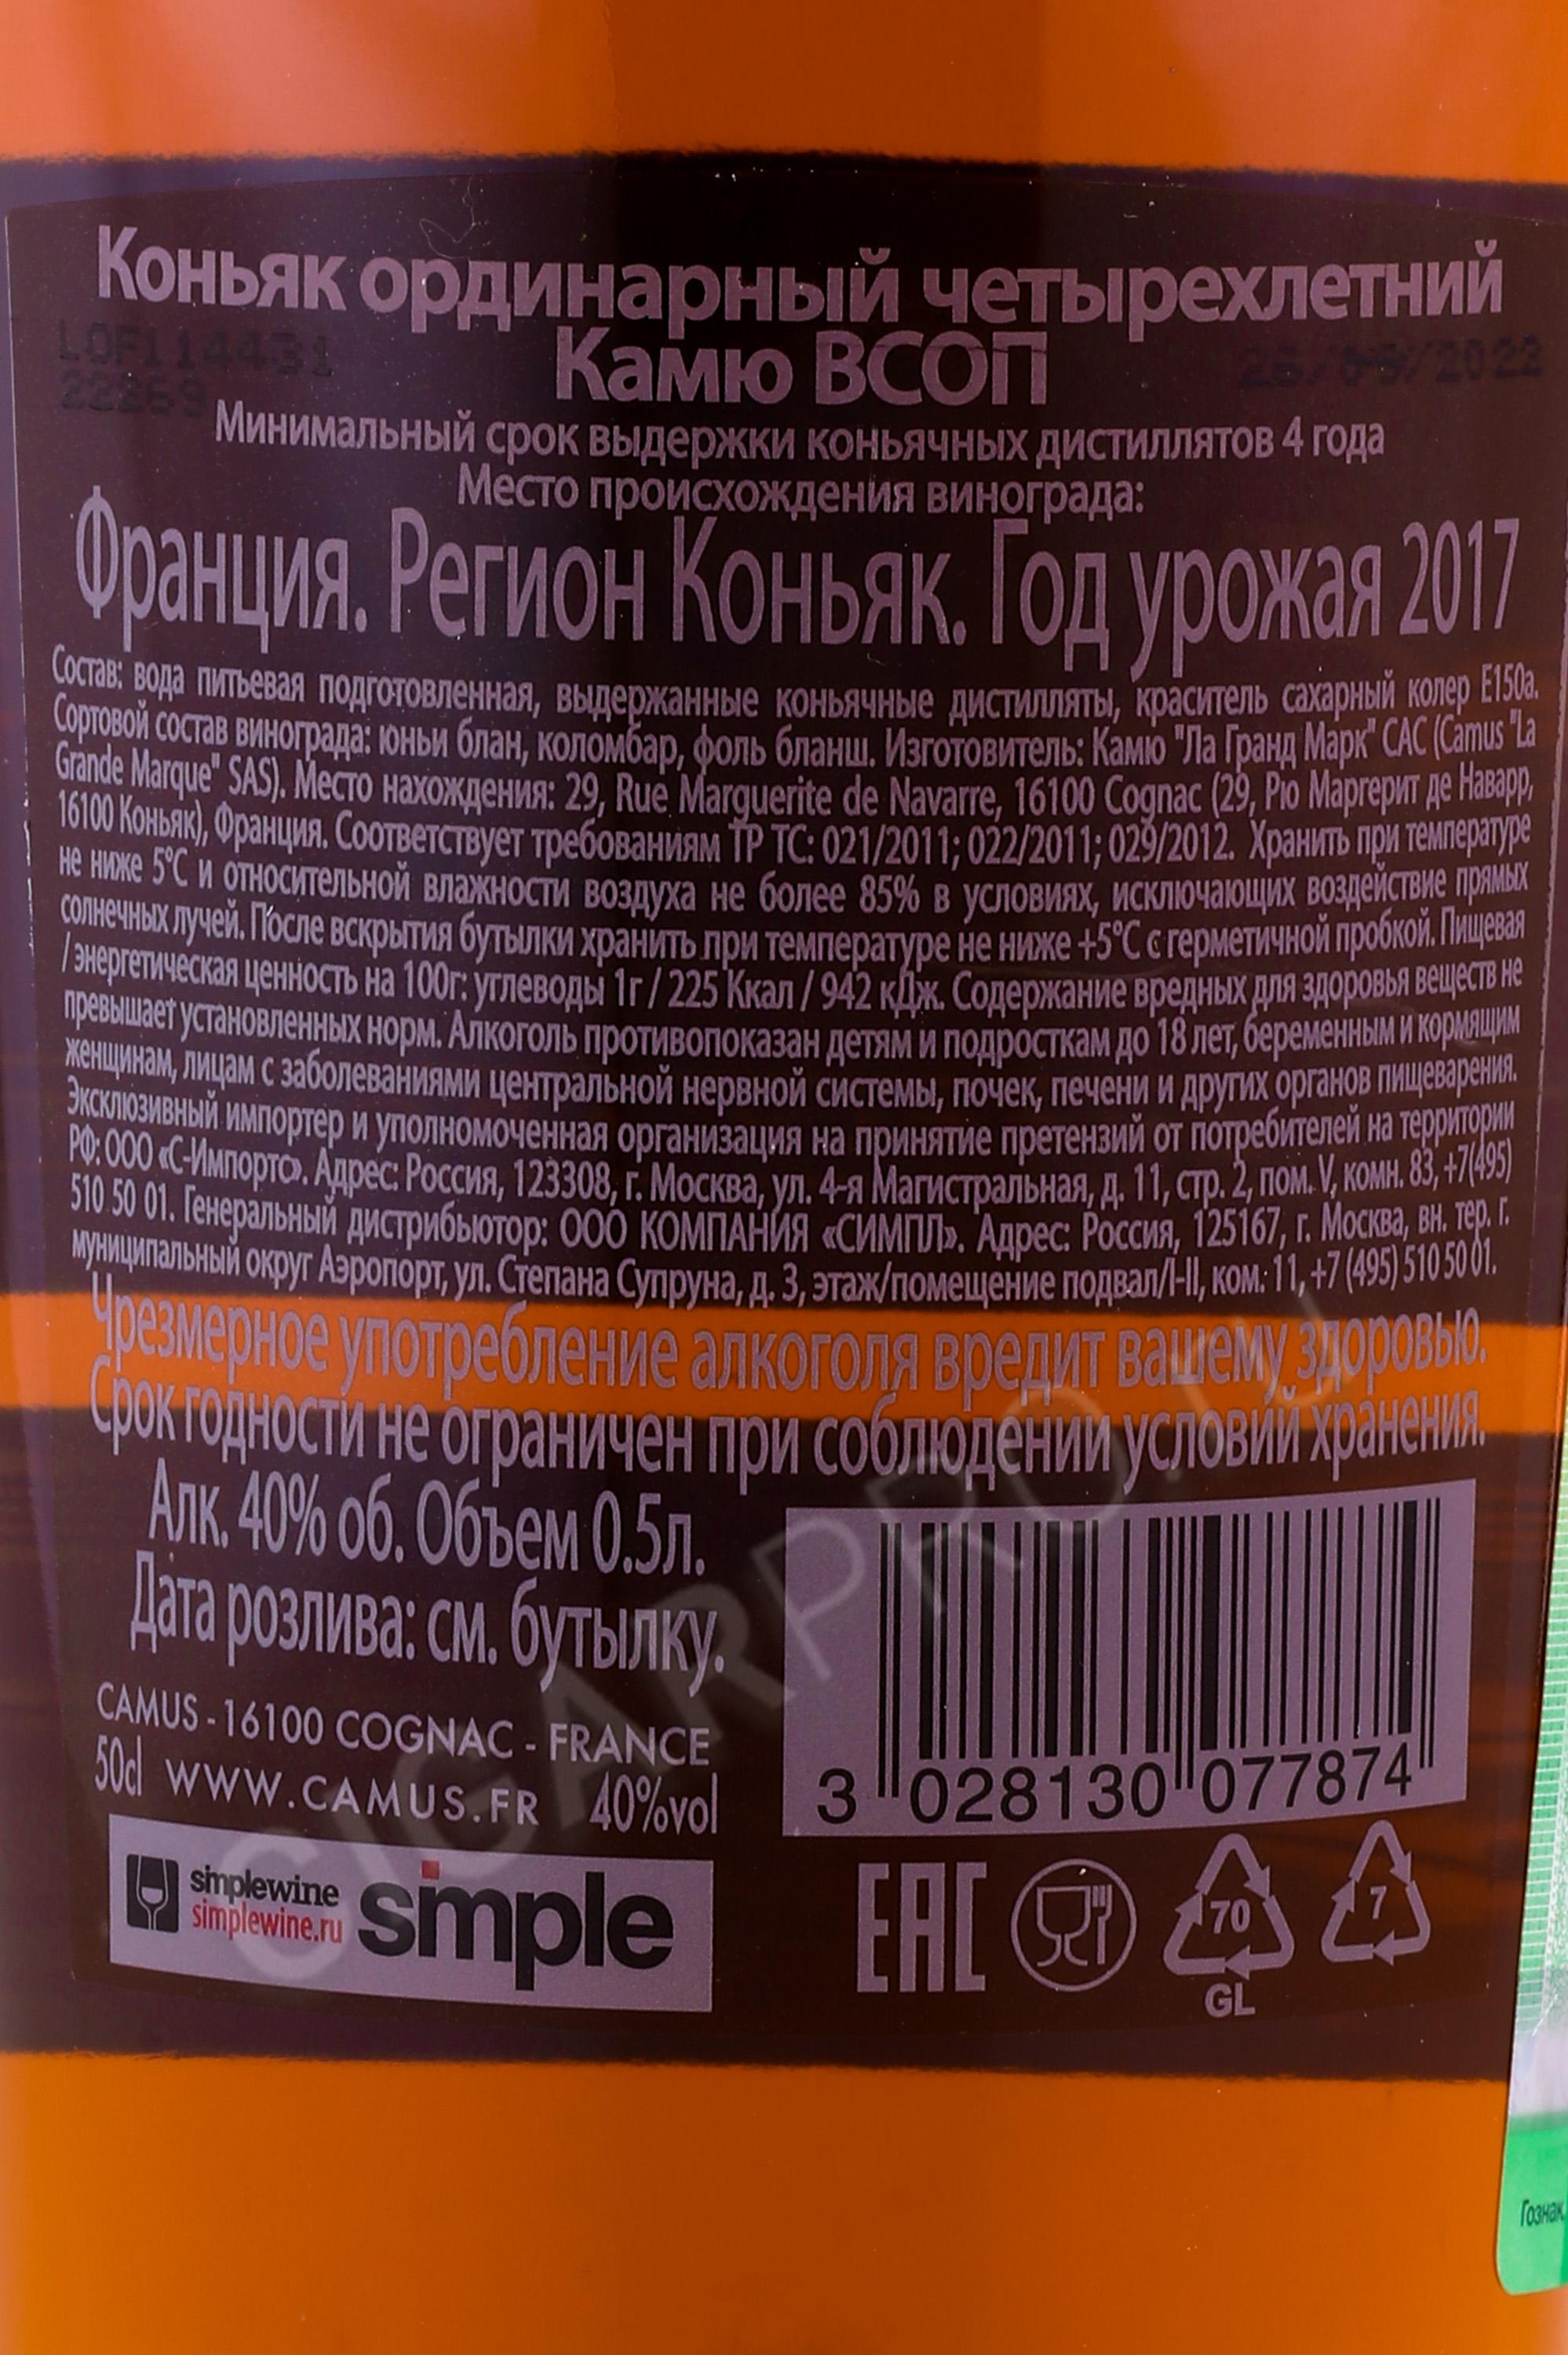 Коньяк ординарный четырехлетний
LOF114431
22269
Камю ВСОП
Минимальный срок выдержки коньячных дистиллятов 4 года
Место происхождения винограда:
Франция. Регион Коньяк. Год урожая 2017
Состав: вода питьевая подготовленная, выдержанные коньячные дистилляты, краситель сахарный колер Е150а.
Сортовой состав винограда: юньи блан, коломбар, фоль бланш. Изготовитель: Камю "Ла Гранд Марк" САС (Camus "La
Grande Marque" SAS). Место нахождения: 29, Rue Marguerite de Navarre, 16100 Cognac (29, Рю Маргерит де Наварр,
16100 Коньяк), Франция. Соответствует требованиям ТР ТС: 021/2011; 022/2011; 029/2012. Хранить при температуре
не ниже 5°С и относительной влажности воздуха не более 85% в условиях, исключающих воздействие прямых
солнечных лучей. После вскрытия бутылки хранить при температуре не ниже +5°С с герметичной пробкой. Пищевая
/ энергетическая ценность на 100г: углеводы 1г / 225 Ккал / 942 кДж. Содержание вредных для здоровья веществ не
превышает установленных норм. Алкоголь противопоказан детям и подросткам до 18 лет, беременным и кормящим
женщинам, лицам с заболеваниями центральной нервной системы, почек, печени и других органов пищеварения.
Эксклюзивный импортер и уполномоченная организация на принятие претензий от потребителей на территории
РФ: ООО «С-Импортс». Адрес: Россия, 123308, г. Москва, ул. 4-я Магистральная, д. 11, стр. 2, пом. V, комн. 83, +7(495)
510 50 01. Генеральный дистрибьютор: ООО КОМПАНИЯ «СИМПЛ». Адрес: Россия, 125167, г. Москва, вн. тер. г.
муниципальный округ Аэропорт, ул. Степана Супруна, д. 3, этаж/помещение подвал/I-II, ком. 11, +7 (495) 510 50 01.
Чрезмерное употребление алкоголя вредит вашему здоровью.
Срок годности не ограничен при соблюдении условий хранения.
Алк. 40% об. Объем 0.5л.
Дата розлива: см. бутылку.
CAMUS - 16100 COGNAC - FRANCE
50cl WWW.CAMUS.FR 40%vol
3 028130 077874
simplewine
simplewine.ru
simple
EAC
70
GL
7
CIGARPRO.RU
Гознак